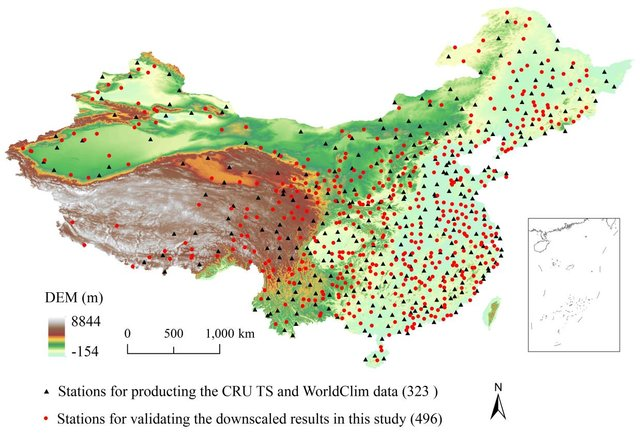 DEM (m)
8844
-154
0 500 1,000 km
Stations for producting the CRU TS and WorldClim data (323 )
Stations for validating the downscaled results in this study (496)
N